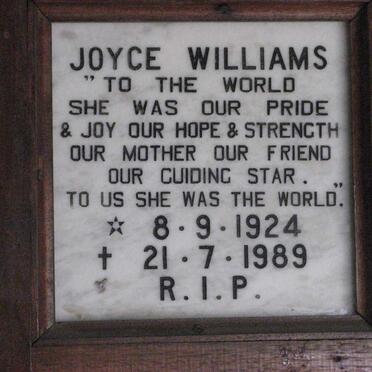 JOYCE WILLIAMS
"TO THE WORLD
SHE WAS OUR PRIDE
& JOY OUR HOPE & STRENGTH
OUR MOTHER OUR FRIEND
OUR GUIDING STAR.
TO US SHE WAS THE WORLD."
☆ 8·9·1924
† 21·7·1989
R.I.P.